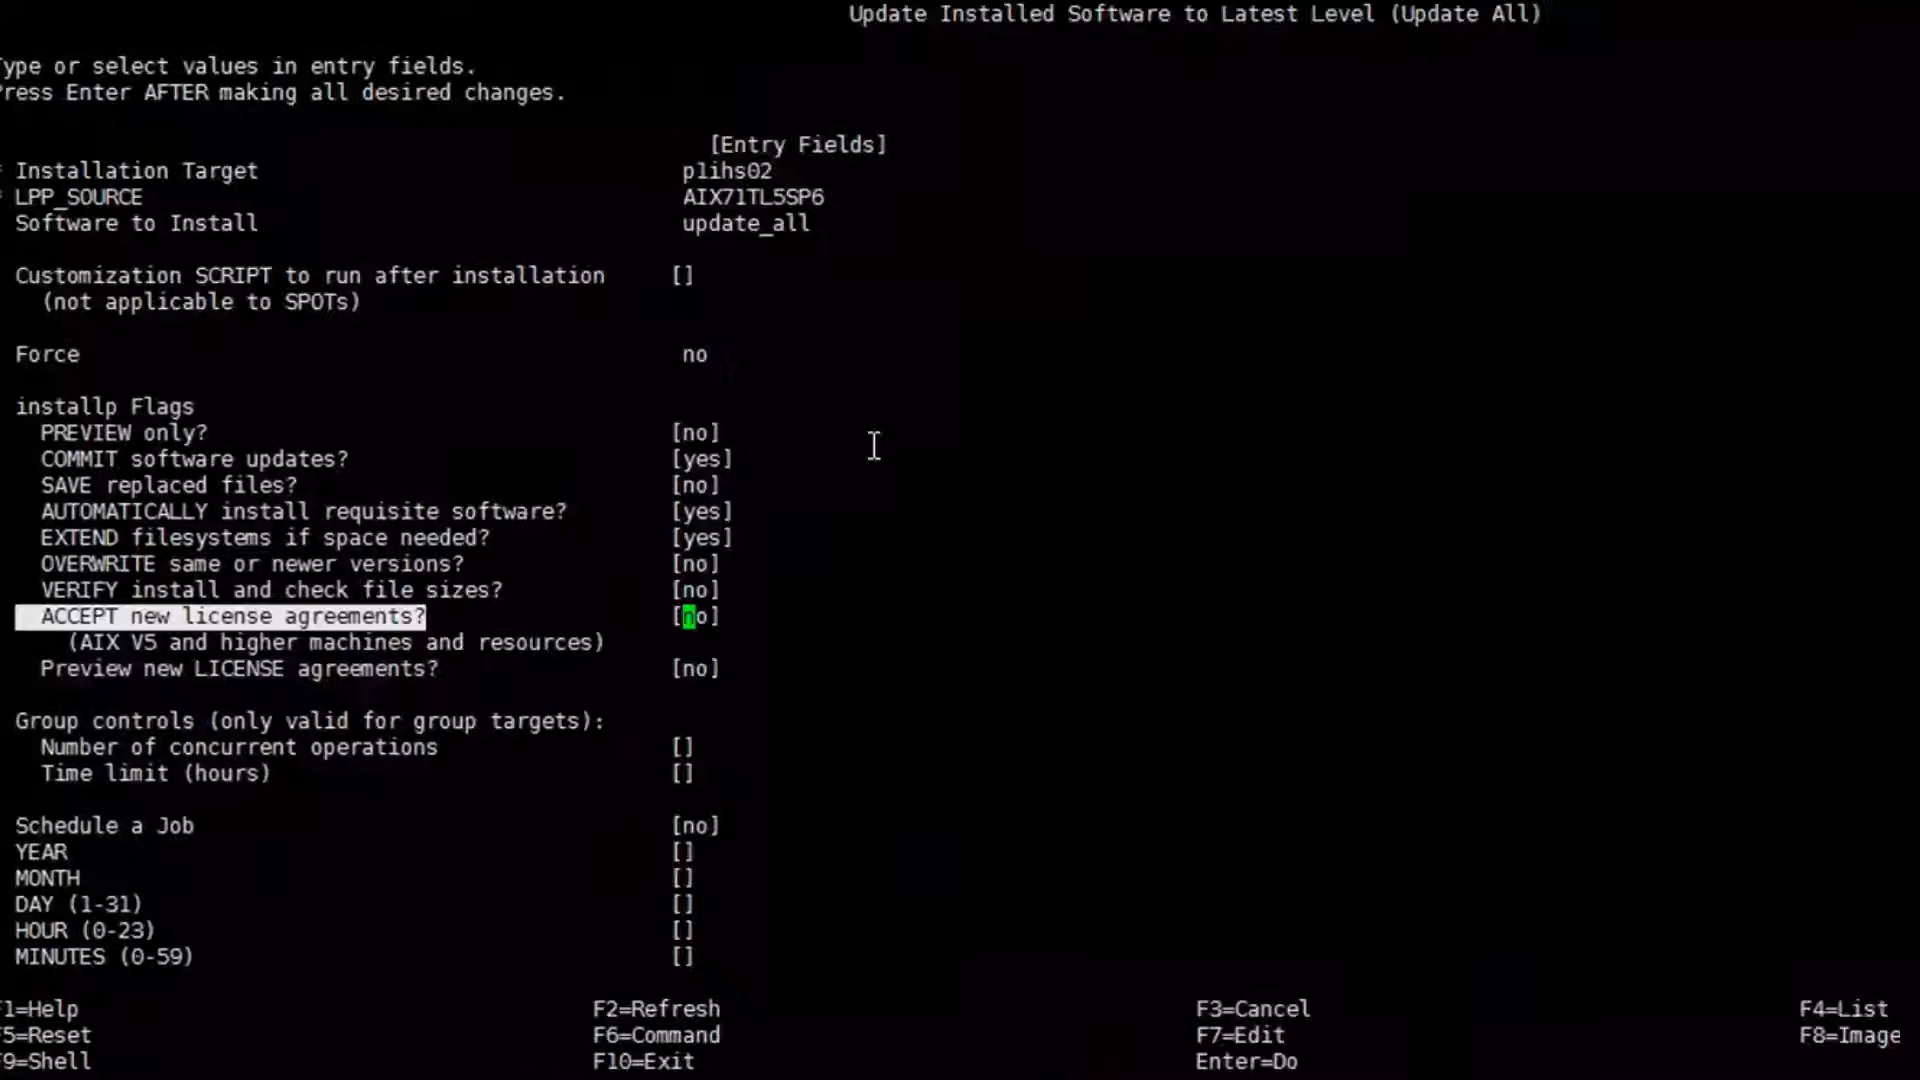 Update Installed Software to Latest Level (Update All)
Type or select values in entry fields.
Press Enter AFTER making all desired changes.
[Entry Fields]
* Installation Target plihs02
* LPP_SOURCE AIX71TL5SP6
Software to Install update_all
Customization SCRIPT to run after installation []
(not applicable to SPOTs)
Force no
installp Flags
PREVIEW only? [no]
COMMIT software updates? [yes]
SAVE replaced files? [no]
AUTOMATICALLY install requisite software? [yes]
EXTEND filesystems if space needed? [yes]
OVERWRITE same or newer versions? [no]
VERIFY install and check file sizes? [no]
ACCEPT new license agreements? [no]
(AIX V5 and higher machines and resources)
Preview new LICENSE agreements? [no]
Group controls (only valid for group targets):
Number of concurrent operations []
Time limit (hours) []
Schedule a Job [no]
YEAR []
MONTH []
DAY (1-31) []
HOUR (0-23) []
MINUTES (0-59) []
F1=Help F2=Refresh F3=Cancel F4=List
F5=Reset F6=Command F7=Edit F8=Image
F9=Shell F10=Exit Enter=Do